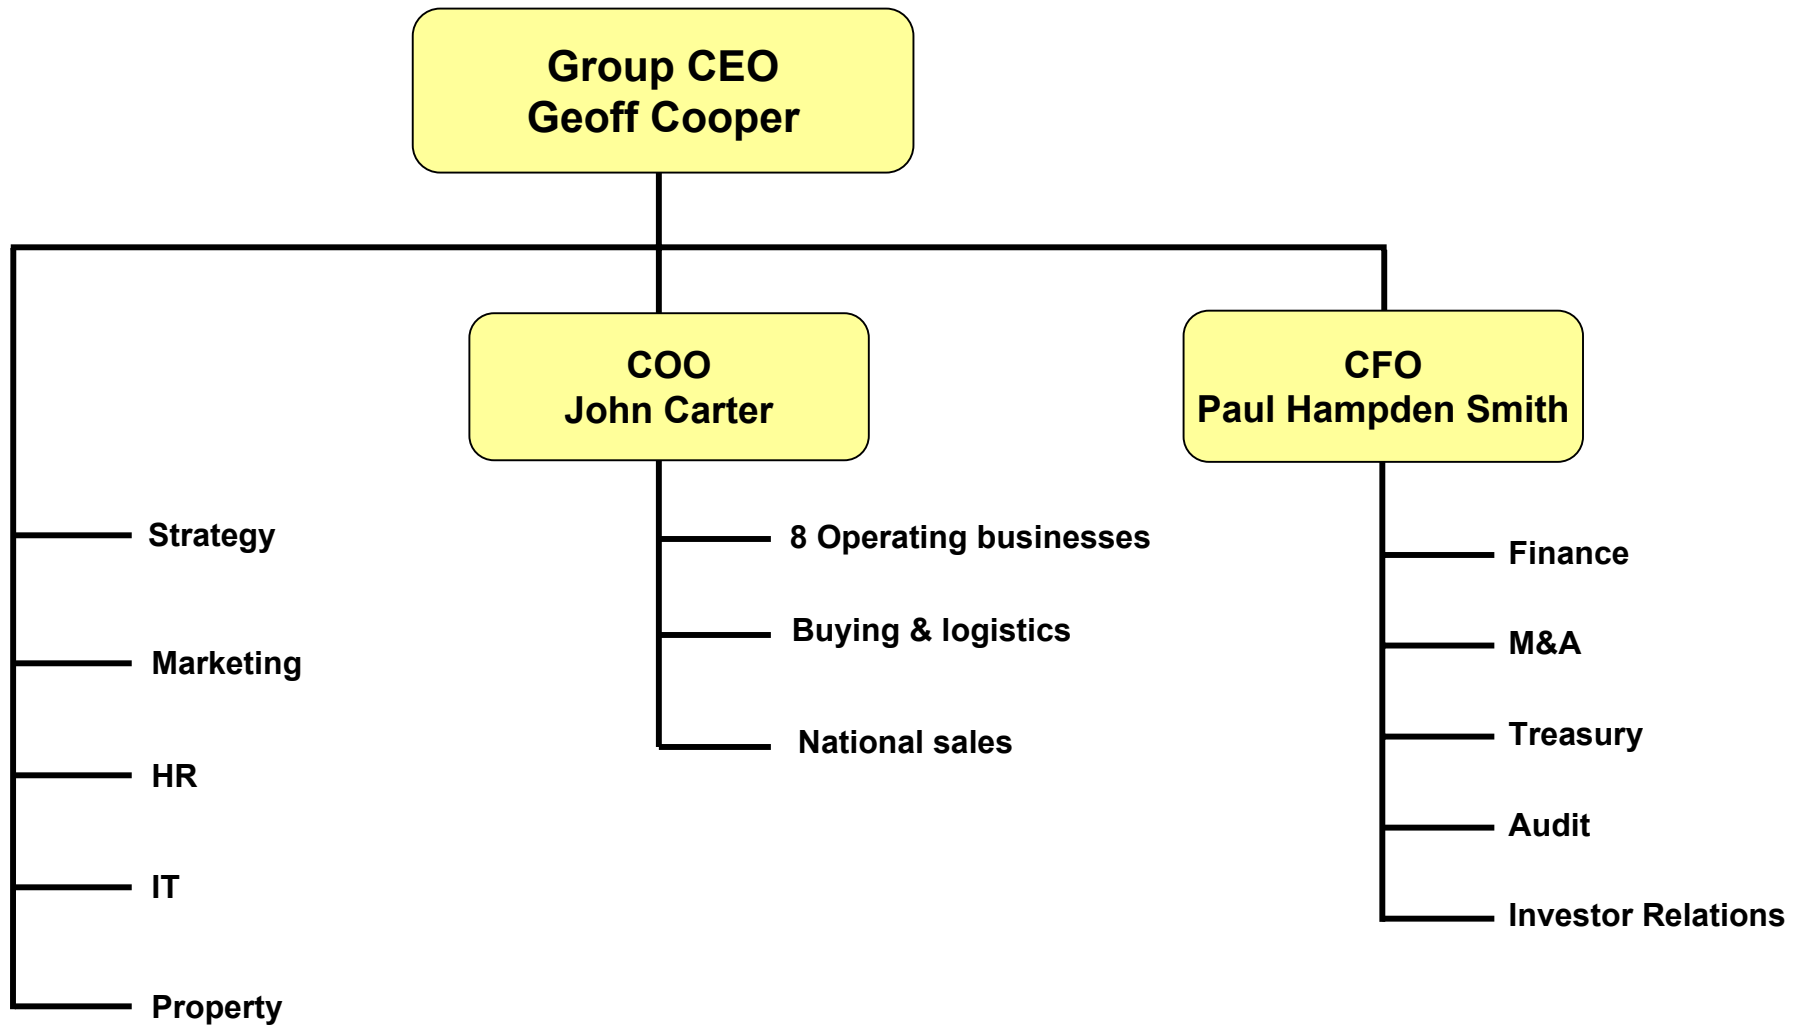 Group CEO
Geoff Cooper
COO
John Carter
CFO
Paul Hampden Smith
Strategy
Marketing
HR
IT
Property
8 Operating businesses
Buying & logistics
National sales
Finance
M&A
Treasury
Audit
Investor Relations